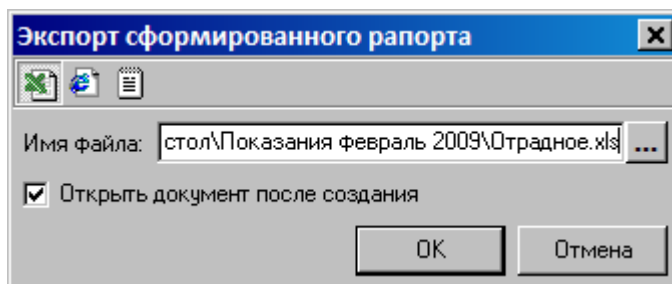 Экспорт сформированного рапорта
Имя файла: стол\Показания февраль 2009\Отрадное.xls ...
Открыть документ после создания
OK Отмена